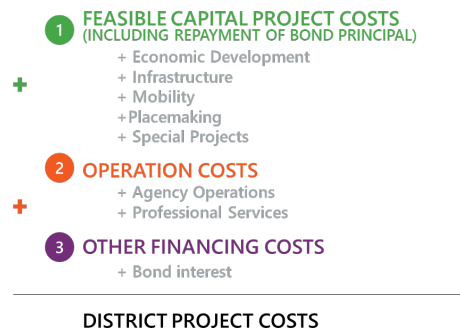 1 FEASIBLE CAPITAL PROJECT COSTS
(INCLUDING REPAYMENT OF BOND PRINCIPAL)
+ Economic Development
+
+ Infrastructure
+ Mobility
+Placemaking
+ Special Projects
2 OPERATION COSTS
+ Agency Operations
+
+ Professional Services
3 OTHER FINANCING COSTS
+ Bond interest
DISTRICT PROJECT COSTS